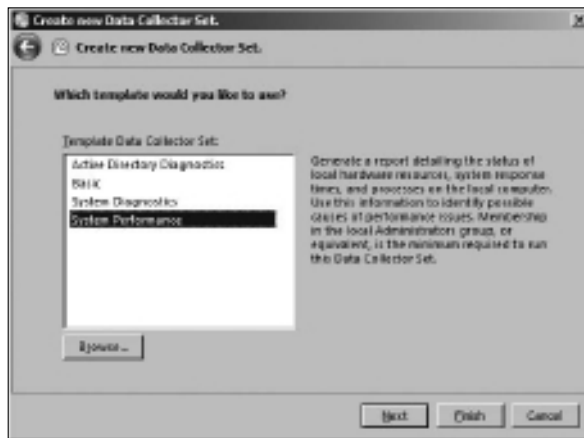 Create new Data Collector Set.
Create new Data Collector Set.
Which template would you like to use?
Template Data Collector Set:
Active Directory Diagnostics
Basic
System Diagnostics
System Performance
Generate a report detailing the status of
local hardware resources, system response
times, and processes on the local computer.
Use this information to identify possible
causes of performance issues. Membership
in the local Administrators group, or
equivalent, is the minimum required to run
this Data Collector Set.
Browse...
Next
Finish
Cancel